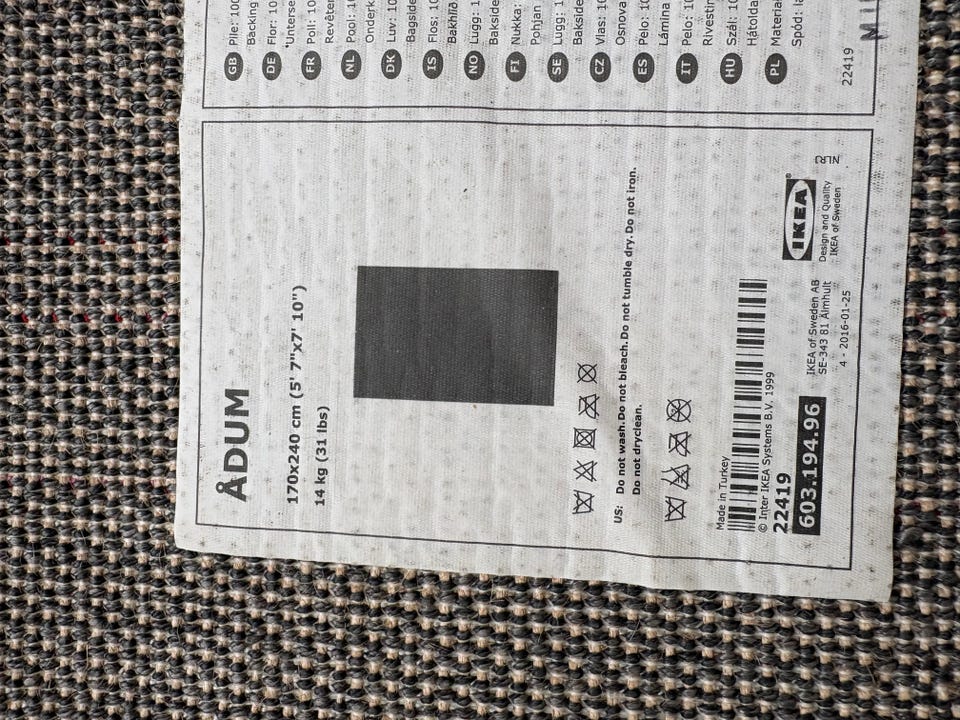 ÅDUM
170x240 cm (5' 7"x7' 10")
14 kg (31 lbs)
US: Do not wash. Do not bleach. Do not tumble dry. Do not iron.
Do not dryclean.
Made in Turkey
© Inter IKEA Systems B.V. 1999
22419
603.194.96
IKEA of Sweden AB
SE-343 81 Älmhult
4 - 2016-01-25
IKEA®
Design and Quality
IKEA of Sweden
NLRJ
GB Pile: 100
Backing
DE Flor: 10
FR Poil: 10
Revêtem
NL Pool: 10
Onderk
DK Luv: 10
Bagside
IS Flos: 10
Bakhlið
NO Lugg: 1
Bakside
FI Nukka:
Pohjan
SE Lugg: 1
Baksida
CZ Vlas: 10
Osnova
ES Pelo: 10
Lámina
IT Pelo: 10
Rivestim
HU Szál: 10
Hátolda
PL Materia
Spód: la
22419